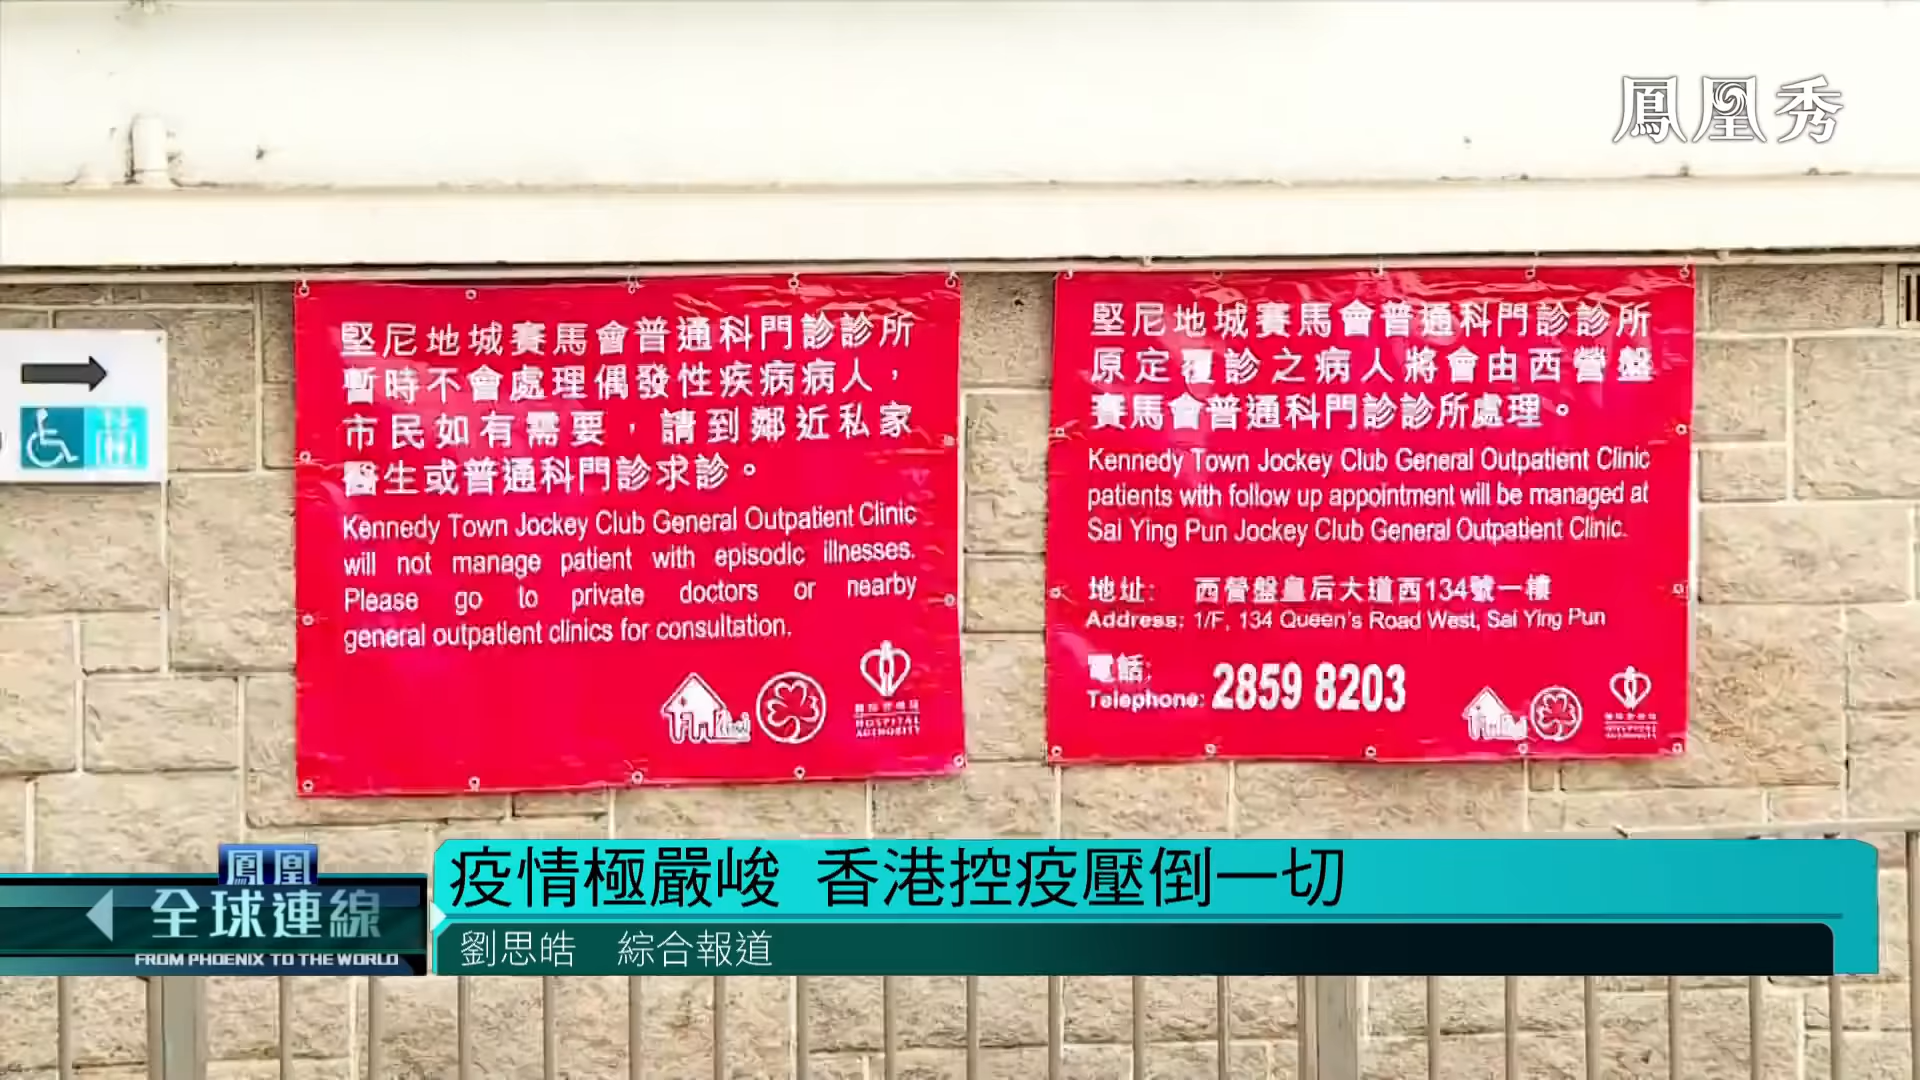 鳳凰秀
堅尼地城賽馬會普通科門診診所
暫時不會處理偶發性疾病病人，
市民如有需要，請到鄰近私家
醫生或普通科門診求診。
Kennedy Town Jockey Club General Outpatient Clinic
will not manage patient with episodic illnesses.
Please go to private doctors or nearby
general outpatient clinics for consultation.
HOSPITAL
AUTHORITY
堅尼地城賽馬會普通科門診診所
原定覆診之病人將會由西營盤
賽馬會普通科門診診所處理。
Kennedy Town Jockey Club General Outpatient Clinic
patients with follow up appointment will be managed at
Sai Ying Pun Jockey Club General Outpatient Clinic.
地址： 西營盤皇后大道西134號一樓
Address: 1/F, 134 Queen's Road West, Sai Ying Pun
電話:
Telephone: 2859 8203
HOSPITAL
AUTHORITY
鳳凰
全球連線
FROM PHOENIX TO THE WORLD
疫情極嚴峻 香港控疫壓倒一切
劉思皓 綜合報道